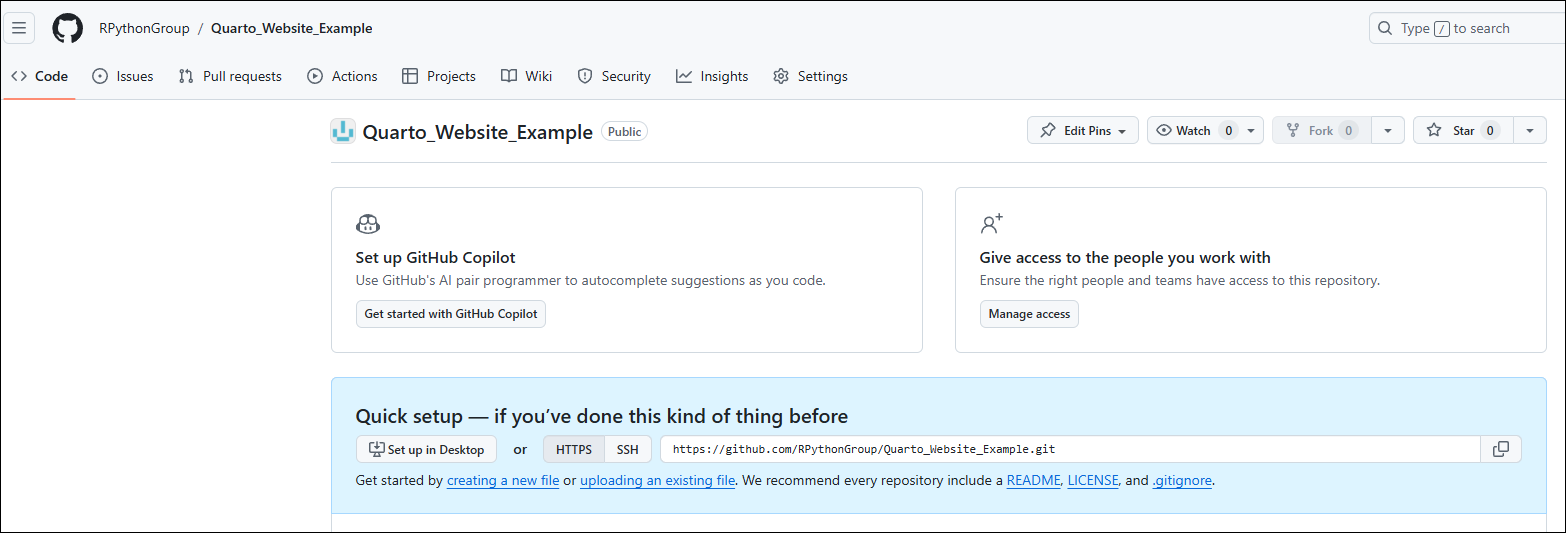 RPythonGroup / Quarto_Website_Example
Type / to search
Code Issues Pull requests Actions Projects Wiki Security Insights Settings
Quarto_Website_Example Public
Edit Pins Watch 0 Fork 0 Star 0
Set up GitHub Copilot
Use GitHub's AI pair programmer to autocomplete suggestions as you code.
Get started with GitHub Copilot
Give access to the people you work with
Ensure the right people and teams have access to this repository.
Manage access
Quick setup — if you’ve done this kind of thing before
Set up in Desktop or HTTPS SSH https://github.com/RPythonGroup/Quarto_Website_Example.git
Get started by creating a new file or uploading an existing file. We recommend every repository include a README, LICENSE, and .gitignore.